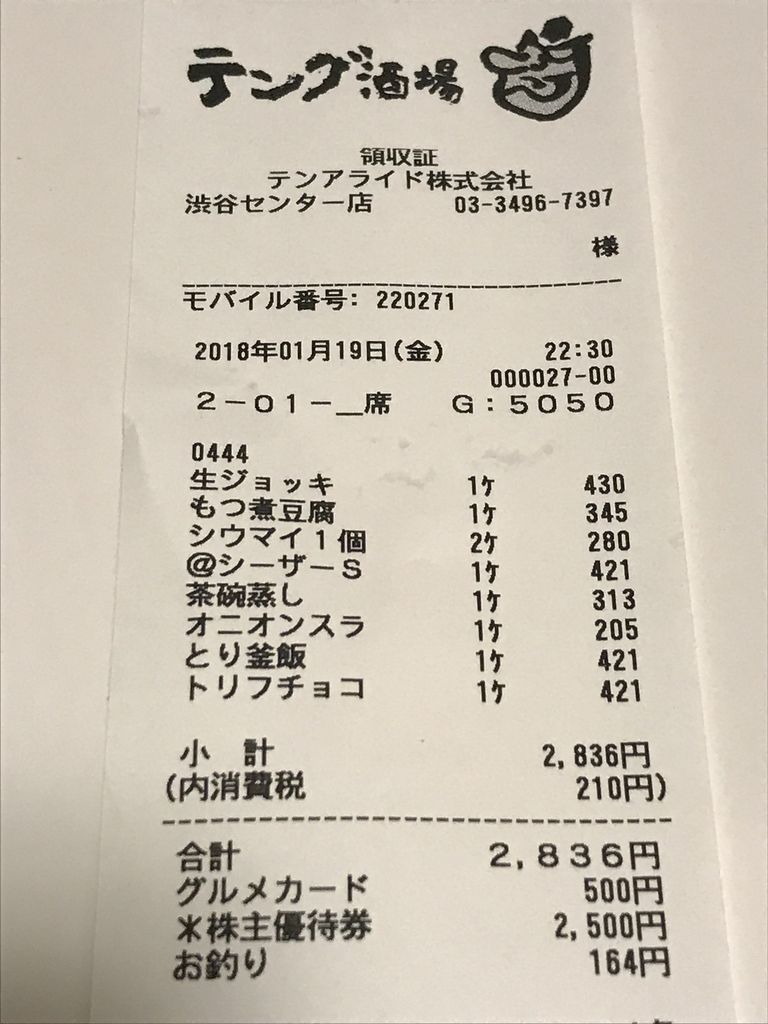 テング酒場
領収証
テンアライド株式会社
渋谷センター店 03-3496-7397
様
モバイル番号: 220271
2018年01月19日(金) 22:30
000027-00
2-01-__席 G:5050
0444
生ジョッキ 1ケ 430
もつ煮豆腐 1ケ 345
シウマイ1個 2ケ 280
@シーザーS 1ケ 421
茶碗蒸し 1ケ 313
オニオンスラ 1ケ 205
とり釜飯 1ケ 421
トリフチョコ 1ケ 421
小 計 2,836円
(内消費税 210円)
合計 2,836円
グルメカード 500円
*株主優待券 2,500円
お釣り 164円